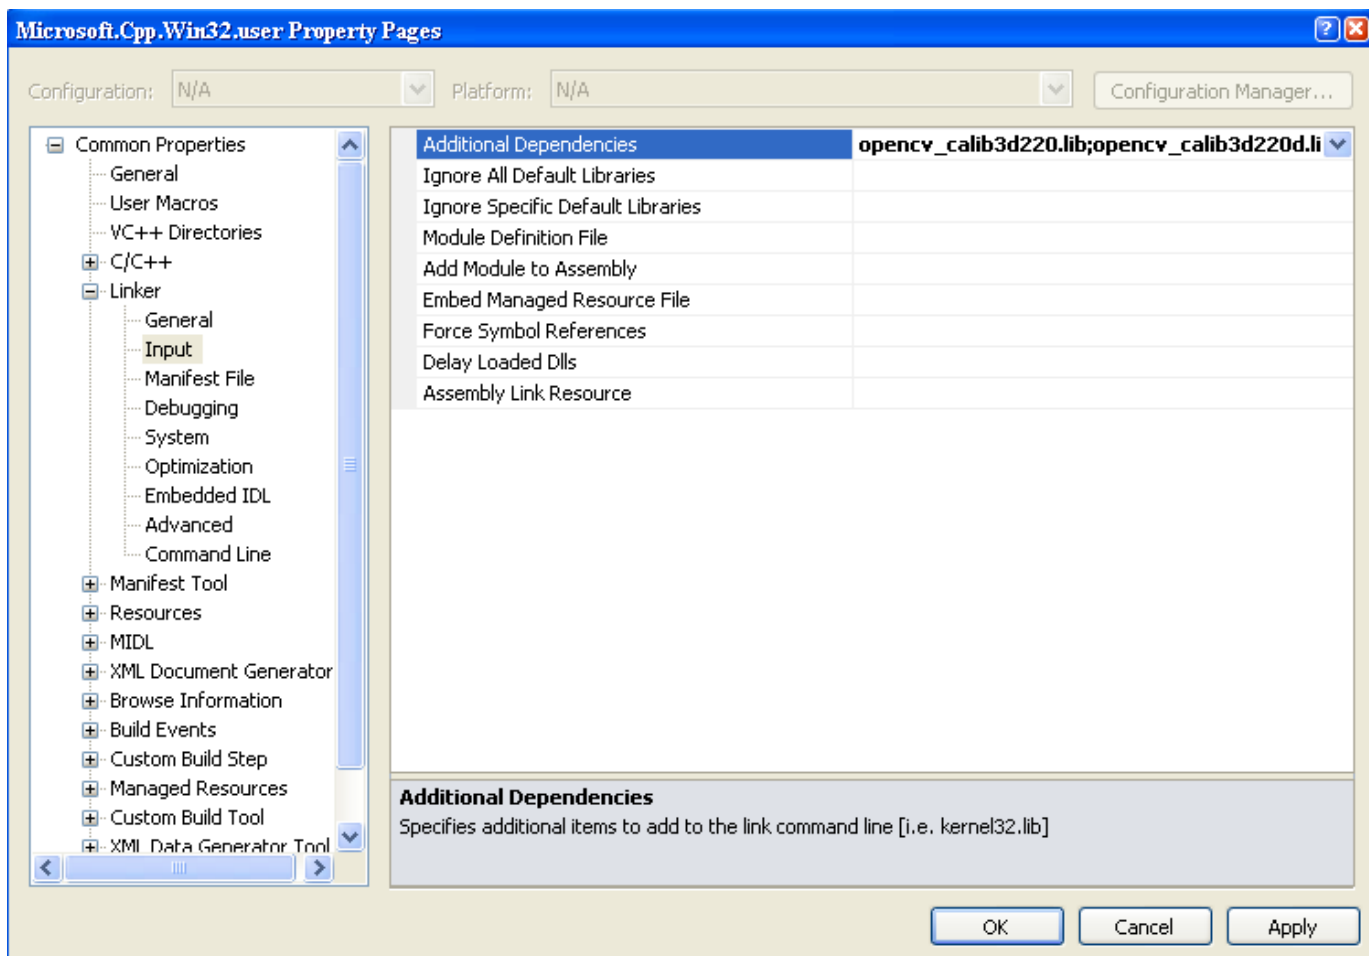 Microsoft.Cpp.Win32.user Property Pages
Configuration: N/A Platform: N/A Configuration Manager...
Common Properties
General
User Macros
VC++ Directories
C/C++
Linker
General
Input
Manifest File
Debugging
System
Optimization
Embedded IDL
Advanced
Command Line
Manifest Tool
Resources
MIDL
XML Document Generator
Browse Information
Build Events
Custom Build Step
Managed Resources
Custom Build Tool
XML Data Generator Tool
Additional Dependencies opencv_calib3d220.lib;opencv_calib3d220d.li
Ignore All Default Libraries
Ignore Specific Default Libraries
Module Definition File
Add Module to Assembly
Embed Managed Resource File
Force Symbol References
Delay Loaded Dlls
Assembly Link Resource
Additional Dependencies
Specifies additional items to add to the link command line [i.e. kernel32.lib]
OK Cancel Apply